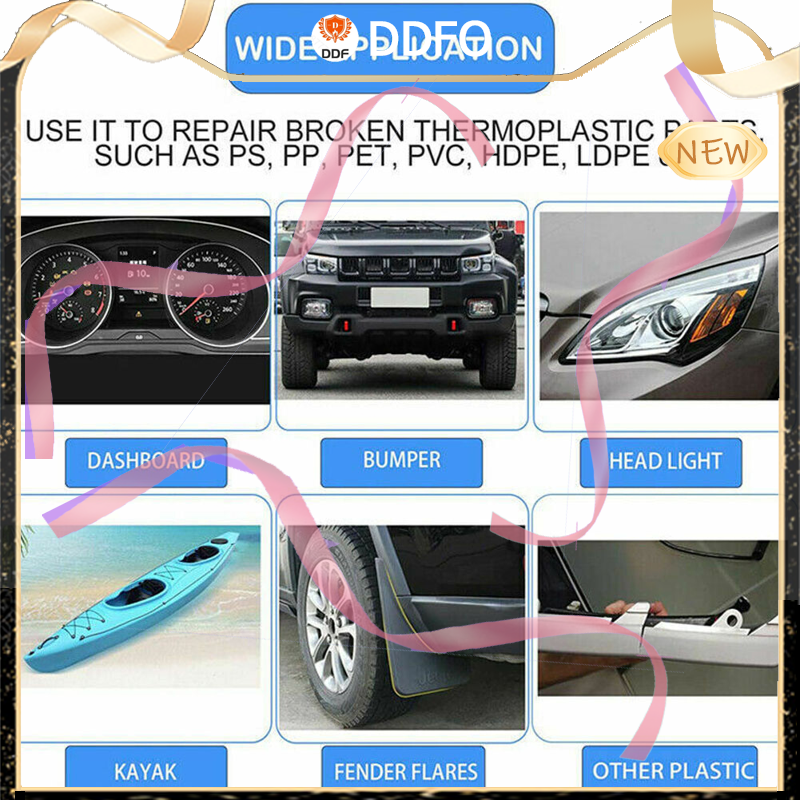 DDFO
DDF
WIDE APPLICATION
USE IT TO REPAIR BROKEN THERMOPLASTIC
SUCH AS PS, PP, PET, PVC, HDPE, LDPE
NEW
DASHBOARD
BUMPER
HEAD LIGHT
KAYAK
FENDER FLARES
OTHER PLASTIC